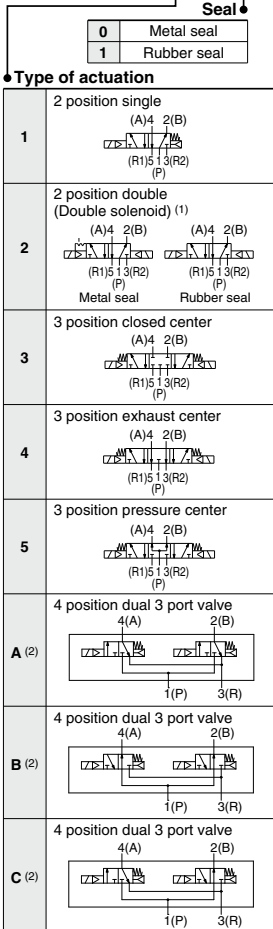 Seal
0 Metal seal
1 Rubber seal
Type of actuation
1
2 position single
(A)4 2(B)
(R1)5 1 3(R2)
(P)
2
2 position double
(Double solenoid) (1)
(A)4 2(B) (A)4 2(B)
(R1)5 1 3(R2) (R1)5 1 3(R2)
(P) (P)
Metal seal Rubber seal
3
3 position closed center
(A)4 2(B)
(R1)5 1 3(R2)
(P)
4
3 position exhaust center
(A)4 2(B)
(R1)5 1 3(R2)
(P)
5
3 position pressure center
(A)4 2(B)
(R1)5 1 3(R2)
(P)
A (2)
4 position dual 3 port valve
4(A) 2(B)
1(P) 3(R)
B (2)
4 position dual 3 port valve
4(A) 2(B)
1(P) 3(R)
C (2)
4 position dual 3 port valve
4(A) 2(B)
1(P) 3(R)